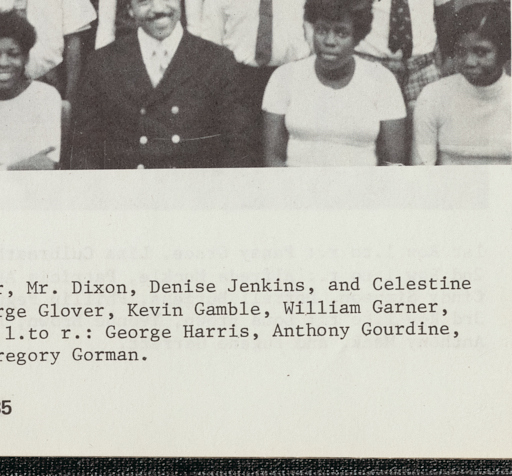 r, Mr. Dixon, Denise Jenkins, and Celestine
rge Glover, Kevin Gamble, William Garner,
l.to r.: George Harris, Anthony Gourdine,
regory Gorman.
35